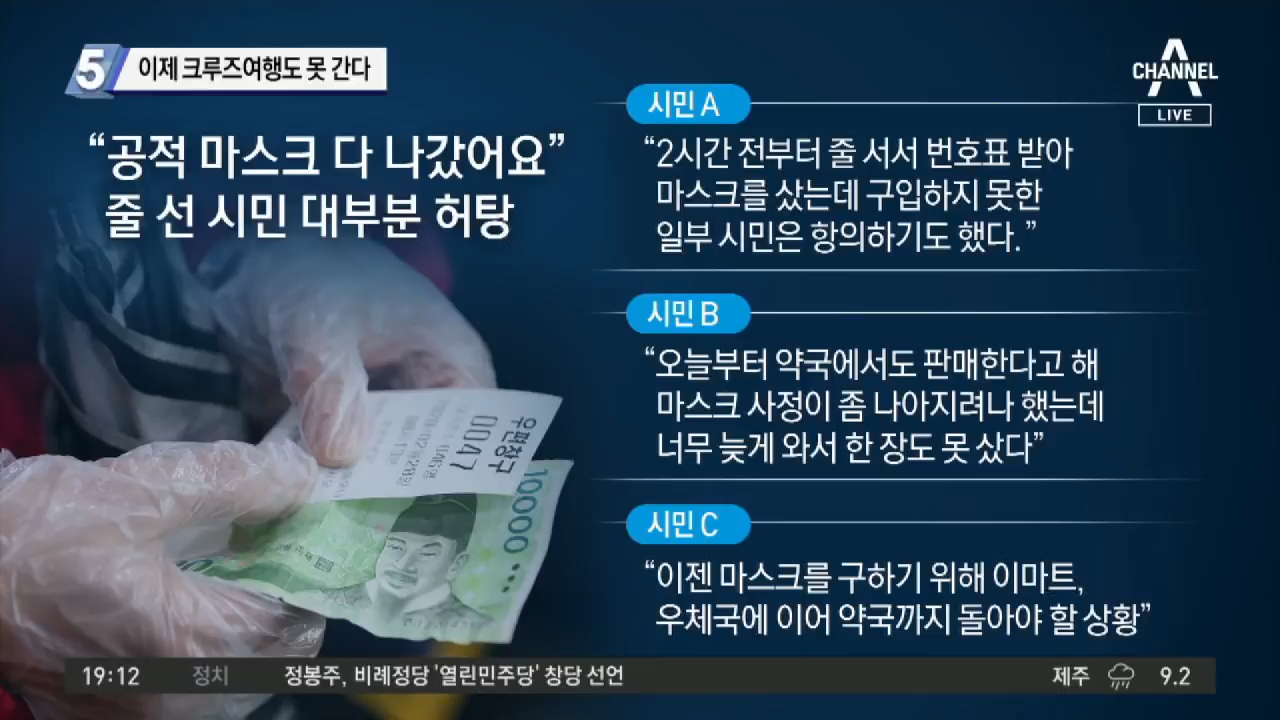 5 이제 크루즈여행도 못 간다
CHANNEL A
LIVE
“공적 마스크 다 나갔어요”
줄 선 시민 대부분 허탕
시민 A
“2시간 전부터 줄 서서 번호표 받아
마스크를 샀는데 구입하지 못한
일부 시민은 항의하기도 했다.”
시민 B
“오늘부터 약국에서도 판매한다고 해
마스크 사정이 좀 나아지려나 했는데
너무 늦게 와서 한 장도 못 샀다”
시민 C
“이젠 마스크를 구하기 위해 이마트,
우체국에 이어 약국까지 돌아야 할 상황”
우편창구
0047
10000
19:12 정치 정봉주, 비례정당 '열린민주당' 창당 선언 제주 9.2